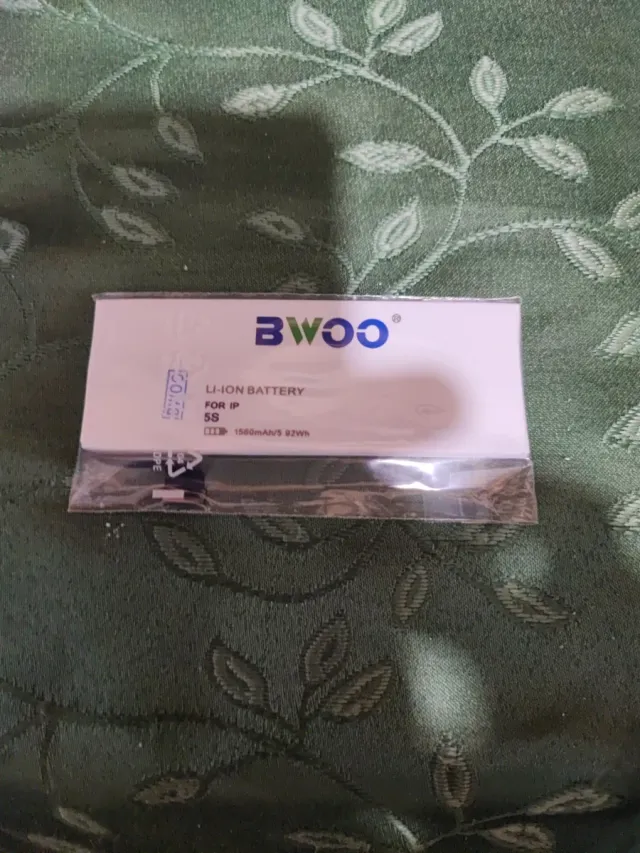 BWOO®
LI-ION BATTERY
FOR IP
5S
1560mAh/5.92Wh